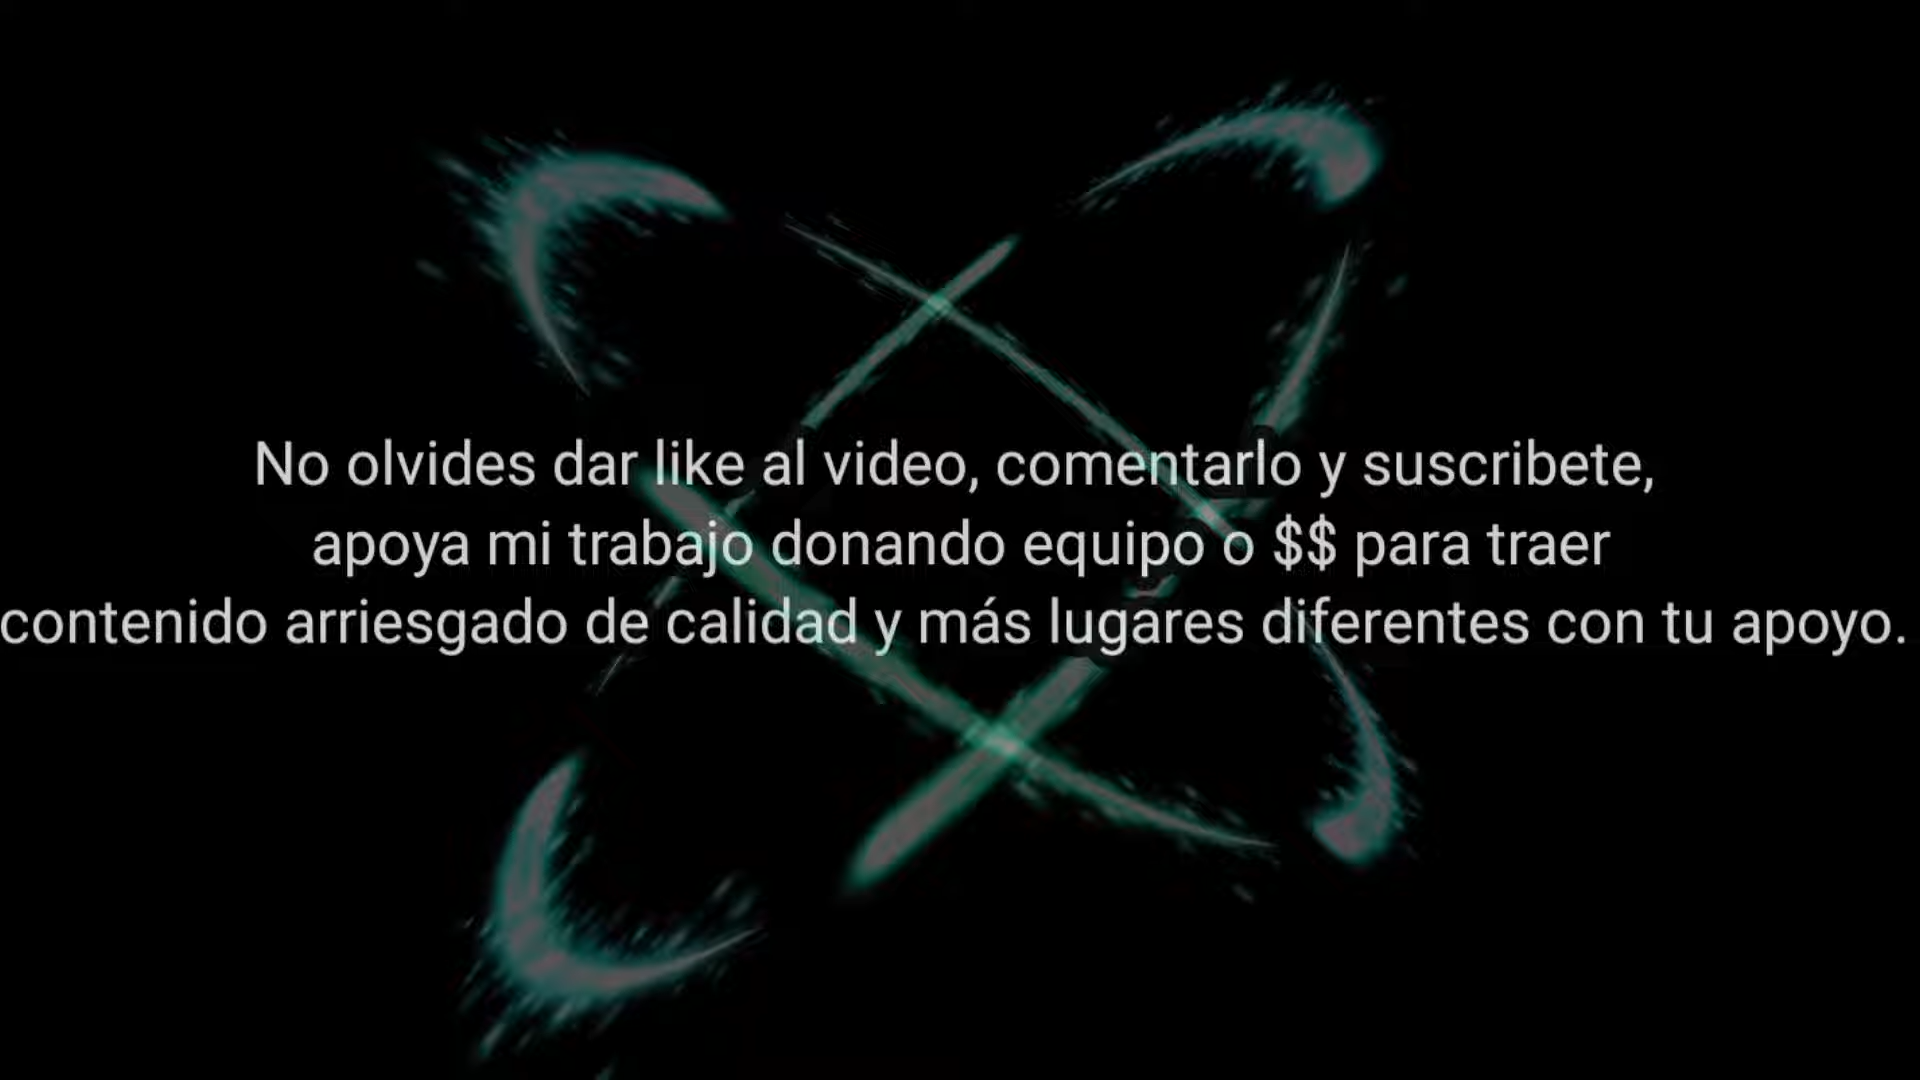 No olvides dar like al video, comentarlo y suscribete,
apoya mi trabajo donando equipo o $$ para traer
contenido arriesgado de calidad y más lugares diferentes con tu apoyo.